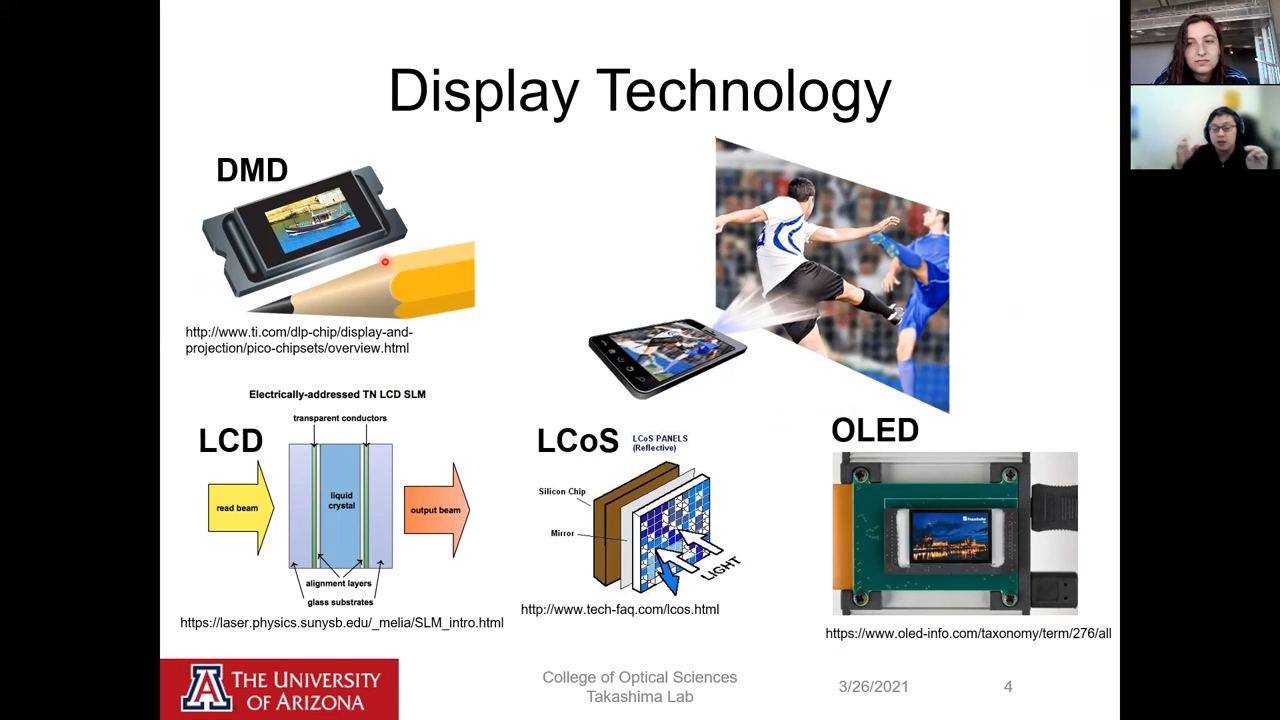 Display Technology
DMD
http://www.ti.com/dlp-chip/display-and-
projection/pico-chipsets/overview.html
Electrically-addressed TN LCD SLM
transparent conductors
LCD
read beam
liquid
crystal
output beam
alignment layers
glass substrates
https://laser.physics.sunysb.edu/_melia/SLM_intro.html
LCoS
LCoS PANELS
(Reflective)
Silicon Chip
Mirror
LIGHT
http://www.tech-faq.com/lcos.html
OLED
https://www.oled-info.com/taxonomy/term/276/all
THE UNIVERSITY
OF ARIZONA
College of Optical Sciences
Takashima Lab
3/26/2021
4